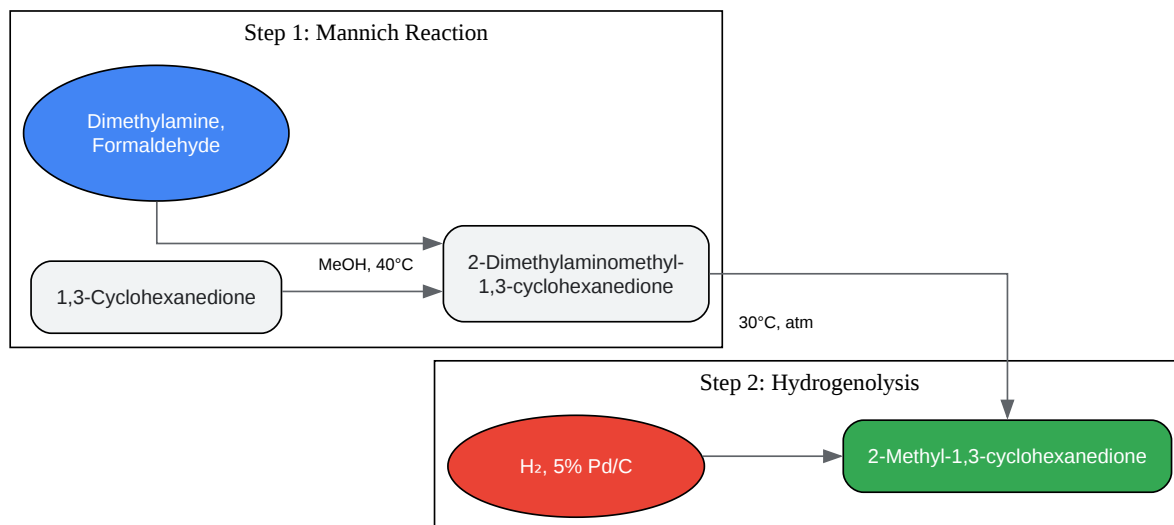 Step 1: Mannich Reaction
Dimethylamine,
Formaldehyde
MeOH, 40°C
2-Dimethylaminomethyl-
1,3-cyclohexanedione
1,3-Cyclohexanedione
30°C, atm
Step 2: Hydrogenolysis
H₂, 5% Pd/C
2-Methyl-1,3-cyclohexanedione